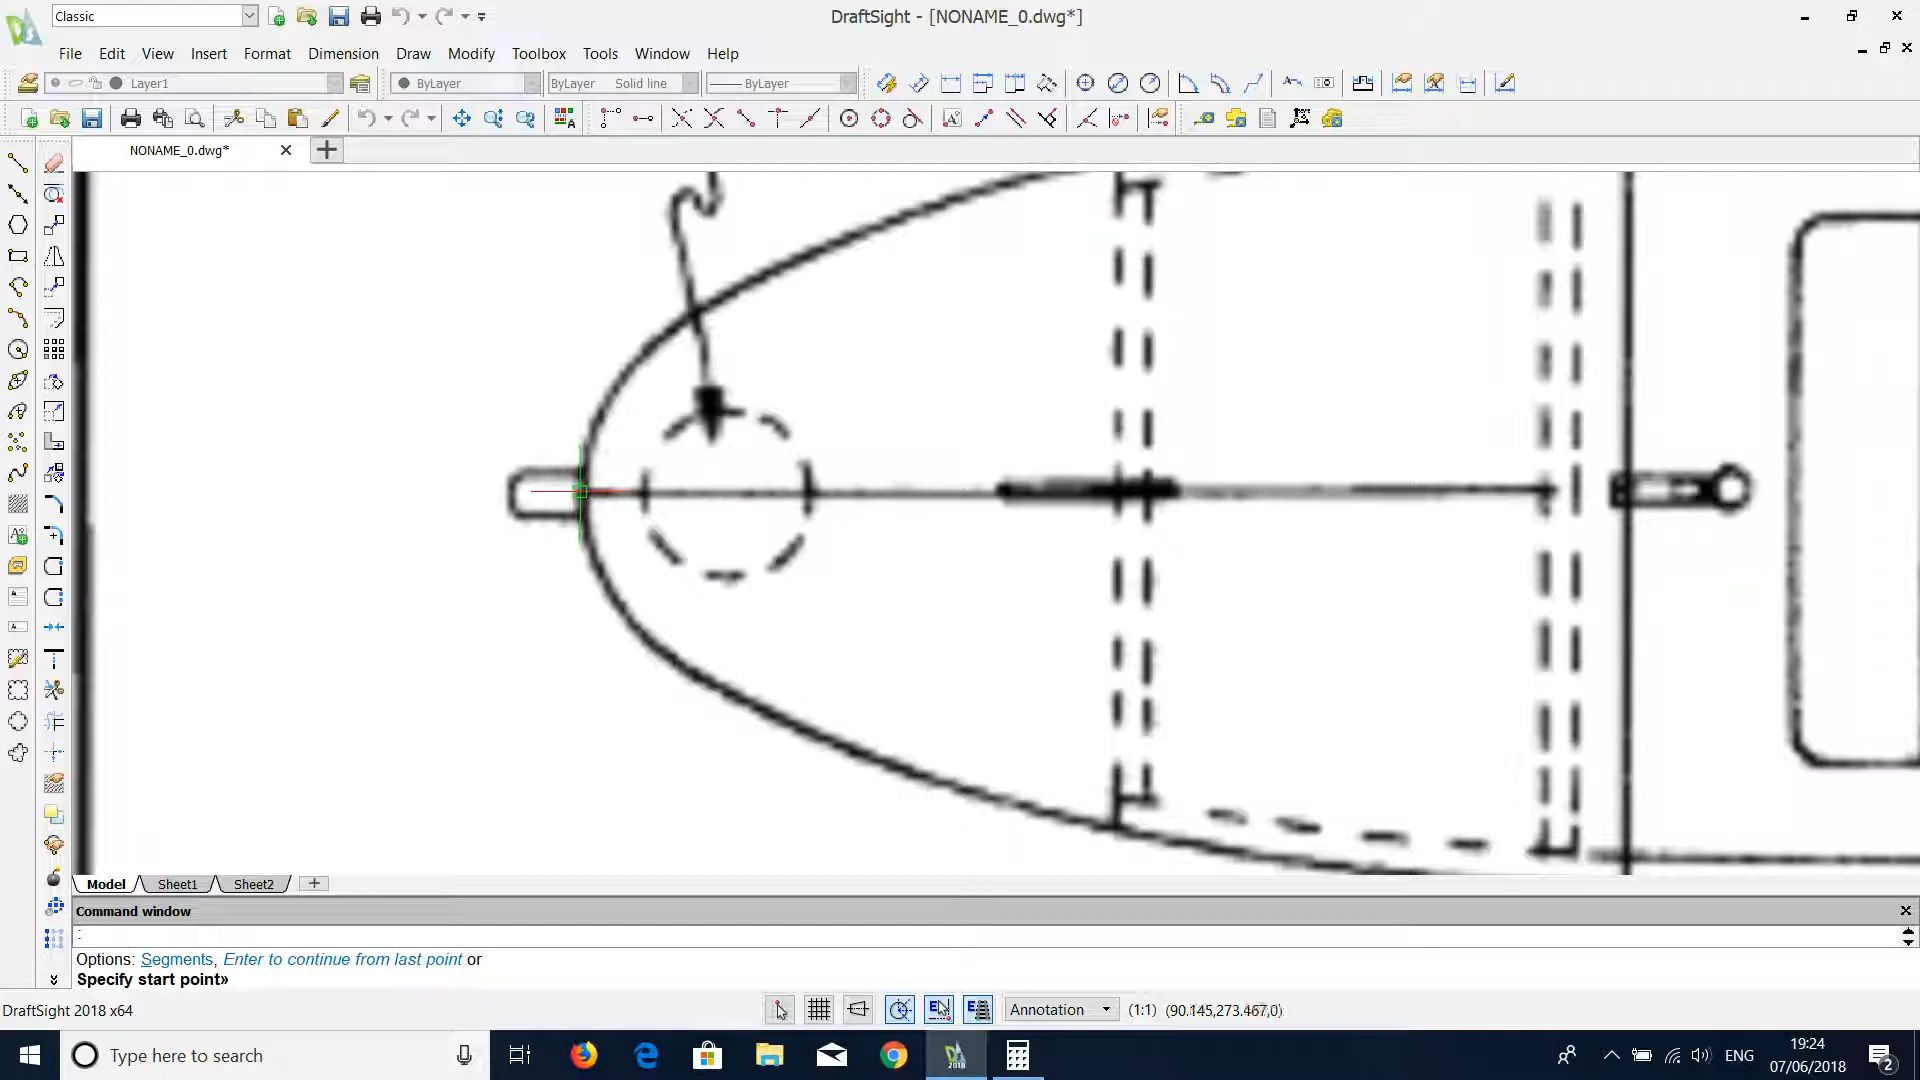 Classic
DraftSight - [NONAME_0.dwg*]
File Edit View Insert Format Dimension Draw Modify Toolbox Tools Window Help
Layer1 ByLayer ByLayer Solid line ByLayer
NONAME_0.dwg*
Model Sheet1 Sheet2
Command window
:
Options: Segments, Enter to continue from last point or
Specify start point»
DraftSight 2018 x64
Annotation (1:1) (90.145,273.467,0)
Type here to search
2018
ENG
19:24
07/06/2018
2